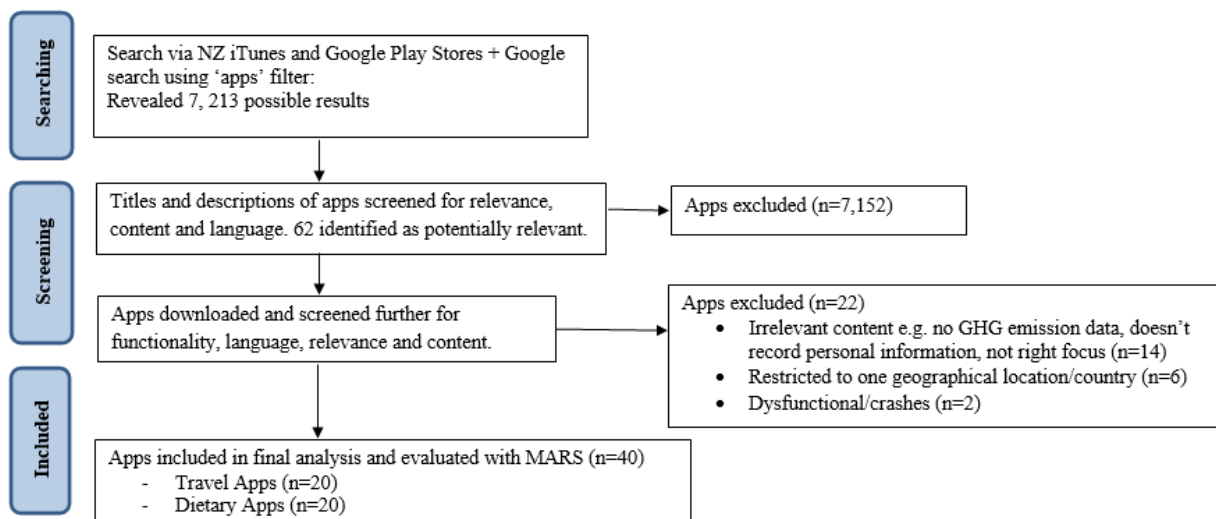 Searching
Search via NZ iTunes and Google Play Stores + Google
search using ‘apps’ filter:
Revealed 7, 213 possible results
Screening
Titles and descriptions of apps screened for relevance,
content and language. 62 identified as potentially relevant.
Apps excluded (n=7,152)
Apps downloaded and screened further for
functionality, language, relevance and content.
Apps excluded (n=22)
• Irrelevant content e.g. no GHG emission data, doesn’t
record personal information, not right focus (n=14)
• Restricted to one geographical location/country (n=6)
• Dysfunctional/crashes (n=2)
Included
Apps included in final analysis and evaluated with MARS (n=40)
- Travel Apps (n=20)
- Dietary Apps (n=20)